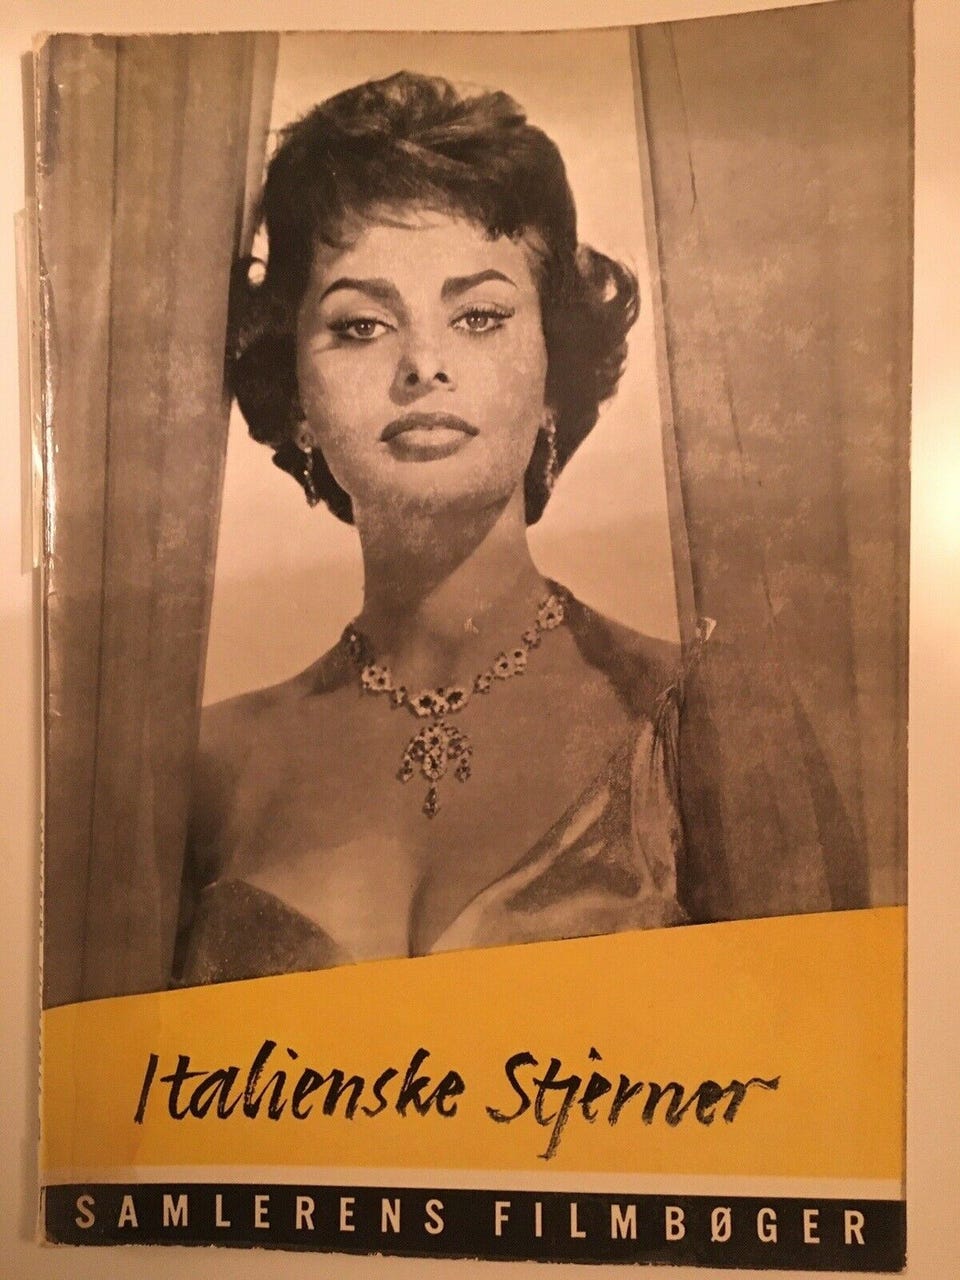 Italienske Stjerner
SAMLERENS FILMBØGER